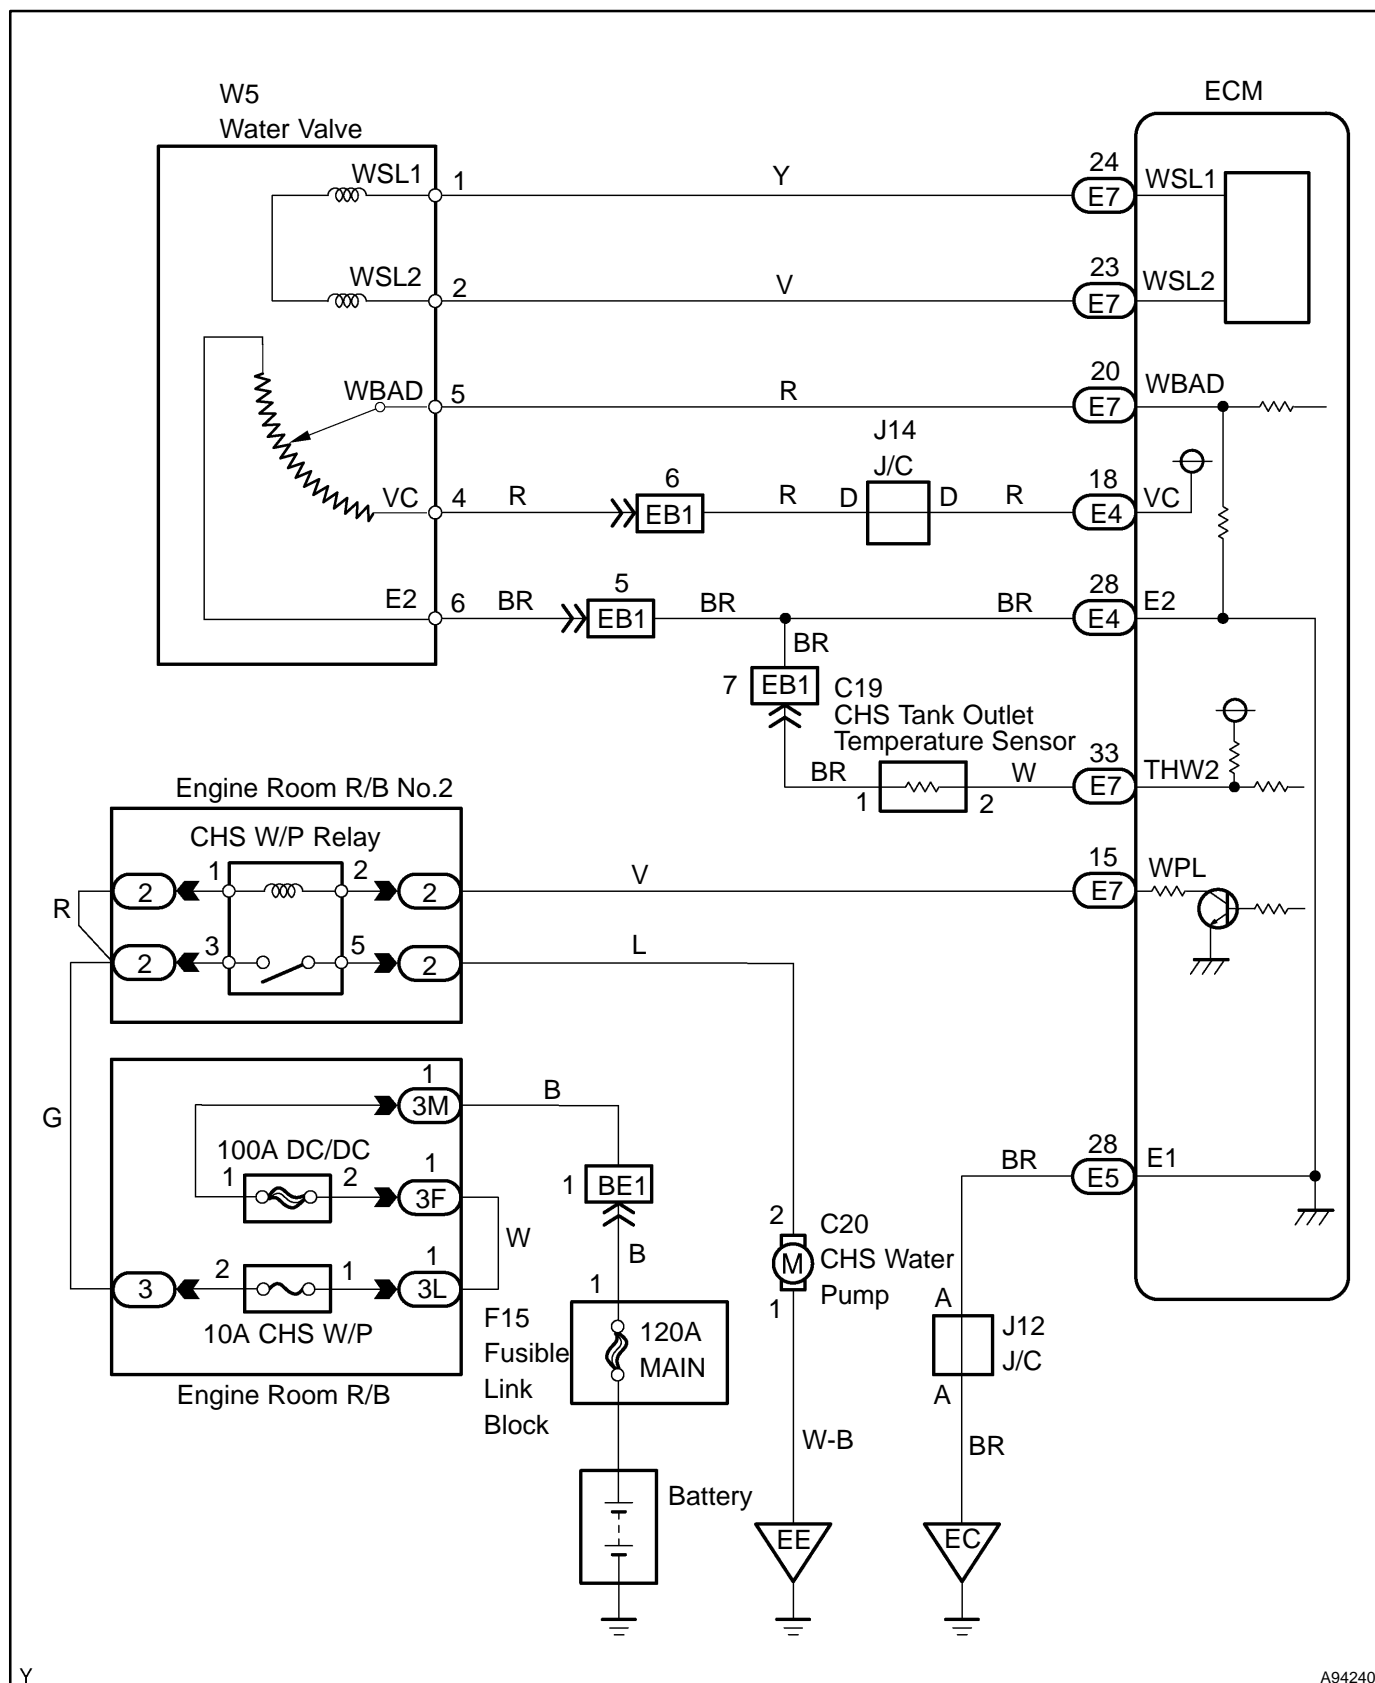 W5
Water Valve
ECM
WSL1
1
Y
24
E7
WSL1
WSL2
2
V
23
E7
WSL2
WBAD
5
R
20
E7
WBAD
J14
J/C
VC
4
R
6
EB1
R
D
D
R
18
E4
VC
E2
6
BR
5
EB1
BR
BR
28
E4
E2
BR
7
EB1
C19
CHS Tank Outlet
Temperature Sensor
BR
1
2
W
33
E7
THW2
Engine Room R/B No.2
CHS W/P Relay
2
1
2
2
V
15
E7
WPL
R
2
3
5
2
L
G
1
3M
B
100A DC/DC
1
2
1
3F
W
1
BE1
B
3
2
1
1
3L
10A CHS W/P
Engine Room R/B
F15
Fusible
Link
Block
1
120A
MAIN
Battery
2
M
1
C20
CHS Water
Pump
W-B
EE
BR
28
E5
E1
A
J12
J/C
A
BR
EC
Y
A94240